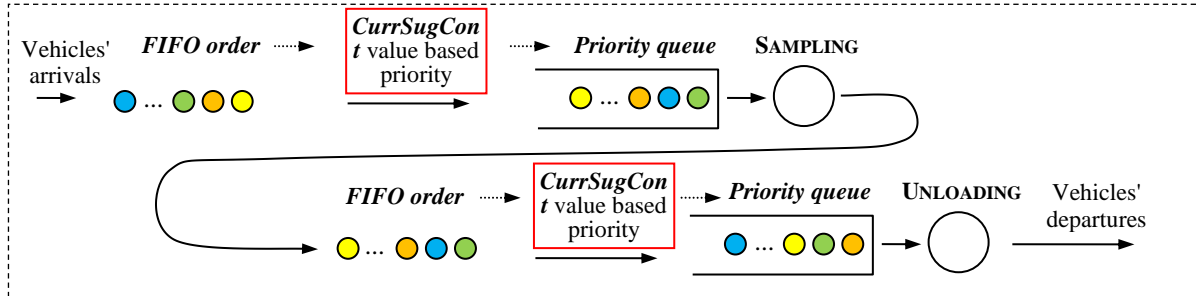 Vehicles'
arrivals
FIFO order
CurrSugCon
t value based
priority
Priority queue
SAMPLING
...
...
FIFO order
CurrSugCon
t value based
priority
Priority queue
UNLOADING
Vehicles'
departures
...
...